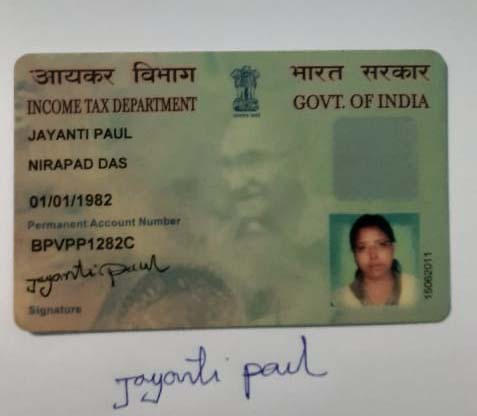 आयकर विभाग
भारत सरकार
INCOME TAX DEPARTMENT
GOVT. OF INDIA
JAYANTI PAUL
NIRAPAD DAS
01/01/1982
Permanent Account Number
BPVPP1282C
Jayanti paul
Signature
15062011
Jayanti paul